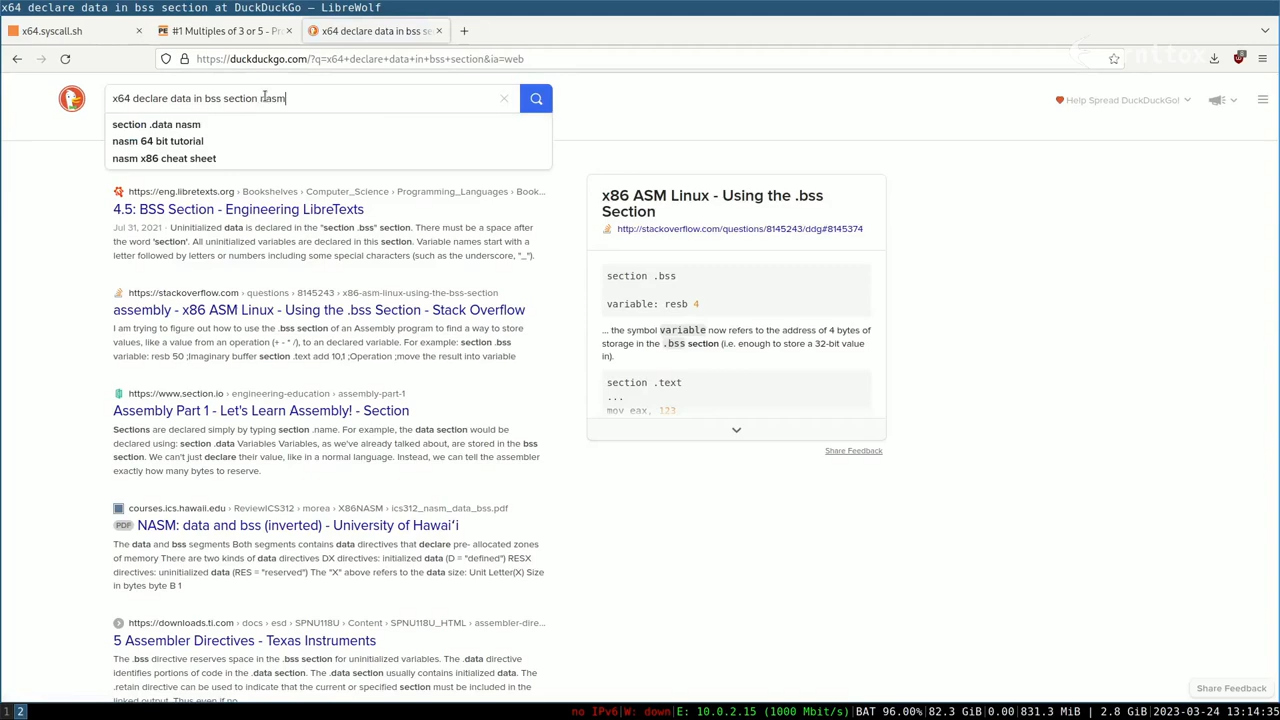 x64 declare data in bss section at DuckDuckGo — LibreWolf
x64.syscall.sh
PE #1 Multiples of 3 or 5 - Pr
x64 declare data in bss se
https://duckduckgo.com/?q=x64+declare+data+in+bss+section&ia=web
x64 declare data in bss section nasm
Help Spread DuckDuckGo!
section .data nasm
nasm 64 bit tutorial
nasm x86 cheat sheet
https://eng.libretexts.org › Bookshelves › Computer_Science › Programming_Languages › Book...
4.5: BSS Section - Engineering LibreTexts
Jul 31, 2021 · Uninitialized data is declared in the "section .bss" section. There must be a space after
the word 'section'. All uninitialized variables are declared in this section. Variable names start with a
letter followed by letters or numbers including some special characters (such as the underscore, "_").
https://stackoverflow.com › questions › 8145243 › x86-asm-linux-using-the-bss-section
assembly - x86 ASM Linux - Using the .bss Section - Stack Overflow
I am trying to figure out how to use the .bss section of an Assembly program to find a way to store
values, like a value from an operation (+ - * /), to an declared variable. For example: section .bss
variable: resb 50 ;Imaginary buffer section .text add 10,1 ;Operation ;move the result into variable
https://www.section.io › engineering-education › assembly-part-1
Assembly Part 1 - Let's Learn Assembly! - Section
Sections are declared simply by typing section .name. For example, the data section would be
declared using: section .data Variables Variables, as we've already talked about, are stored in the bss
section. We can't just declare their value, like in a normal language. Instead, we can tell the assembler
exactly how many bytes to reserve.
courses.ics.hawaii.edu › ReviewICS312 › morea › X86NASM › ics312_nasm_data_bss.pdf
PDF NASM: data and bss (inverted) - University of Hawaiʻi
The data and bss segments Both segments contains data directives that declare pre- allocated zones
of memory There are two kinds of data directives DX directives: initialized data (D = "defined") RESX
directives: uninitialized data (RES = "reserved") The "X" above refers to the data size: Unit Letter(X) Size
in bytes byte B 1
https://downloads.ti.com › docs › esd › SPNU118U › Content › SPNU118U_HTML › assembler-dire...
5 Assembler Directives - Texas Instruments
The .bss directive reserves space in the .bss section for uninitialized variables. The .data directive
identifies portions of code in the .data section. The .data section usually contains initialized data. The
.retain directive can be used to indicate that the current or specified section must be included in the
linked output. Thus even if no
x86 ASM Linux - Using the .bss
Section
http://stackoverflow.com/questions/8145243/ddg#8145374
section .bss
variable: resb 4
... the symbol variable now refers to the address of 4 bytes of
storage in the .bss section (i.e. enough to store a 32-bit value
in).
section .text
...
mov eax, 123
Share Feedback
Share Feedback
1 2
no IPv6|W: down|E: 10.0.2.15 (1000 Mbit/s)|BAT 96.00%|82.3 GiB|0.00|831.3 MiB | 2.8 GiB|2023-03-24 13:14:35